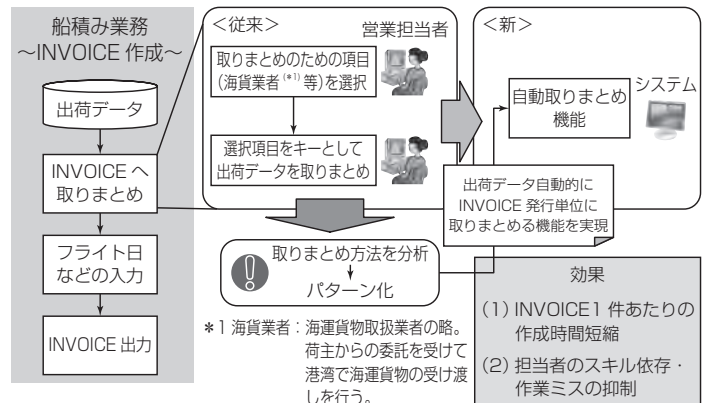 船積み業務
～INVOICE 作成～
出荷データ
INVOICE へ
取りまとめ
フライト日
などの入力
INVOICE 出力
＜従来＞
営業担当者
取りまとめのための項目
(海貨業者(*1)等)を選択
選択項目をキーとして
出荷データを取りまとめ
＜新＞
システム
自動取りまとめ
機能
出荷データ自動的に
INVOICE 発行単位に
取りまとめる機能を実現
取りまとめ方法を分析
パターン化
＊1 海貨業者：海運貨物取扱業者の略。
荷主からの委託を受けて
港湾で海運貨物の受け渡
しを行う。
効果
(1) INVOICE1 件あたりの
作成時間短縮
(2) 担当者のスキル依存・
作業ミスの抑制